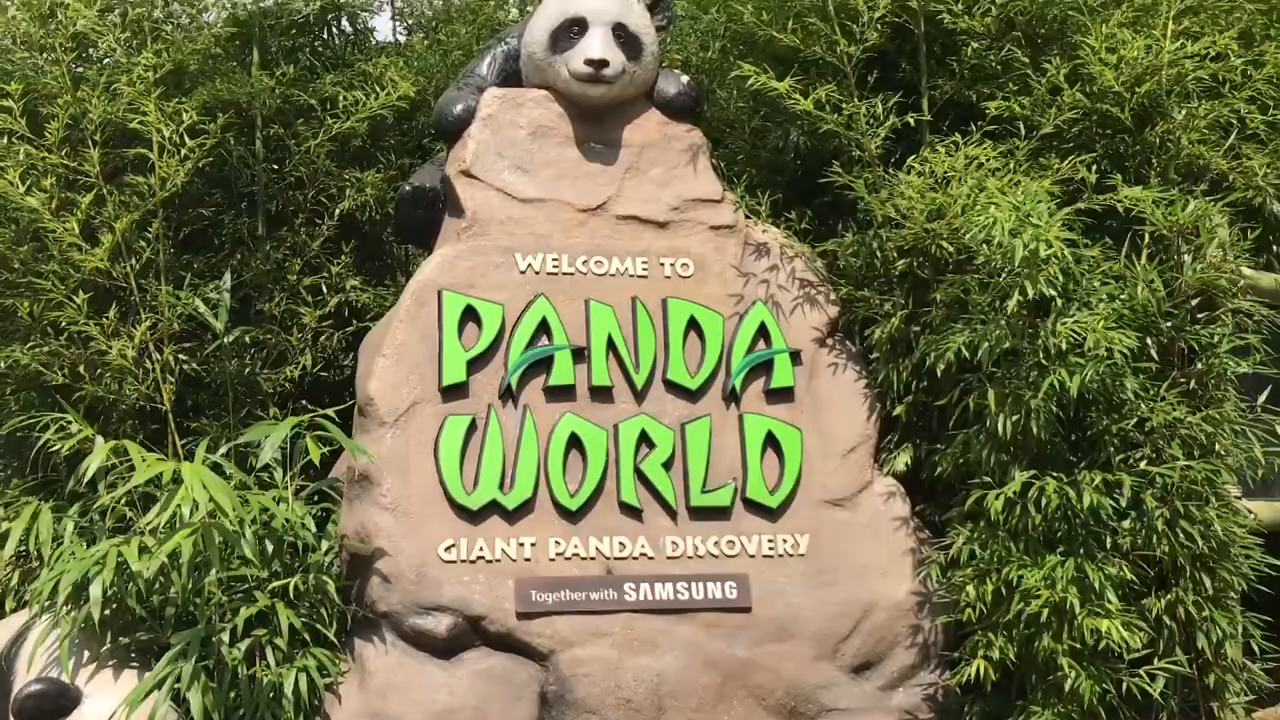 WELCOME TO
PANDA
WORLD
GIANT PANDA DISCOVERY
Together with SAMSUNG